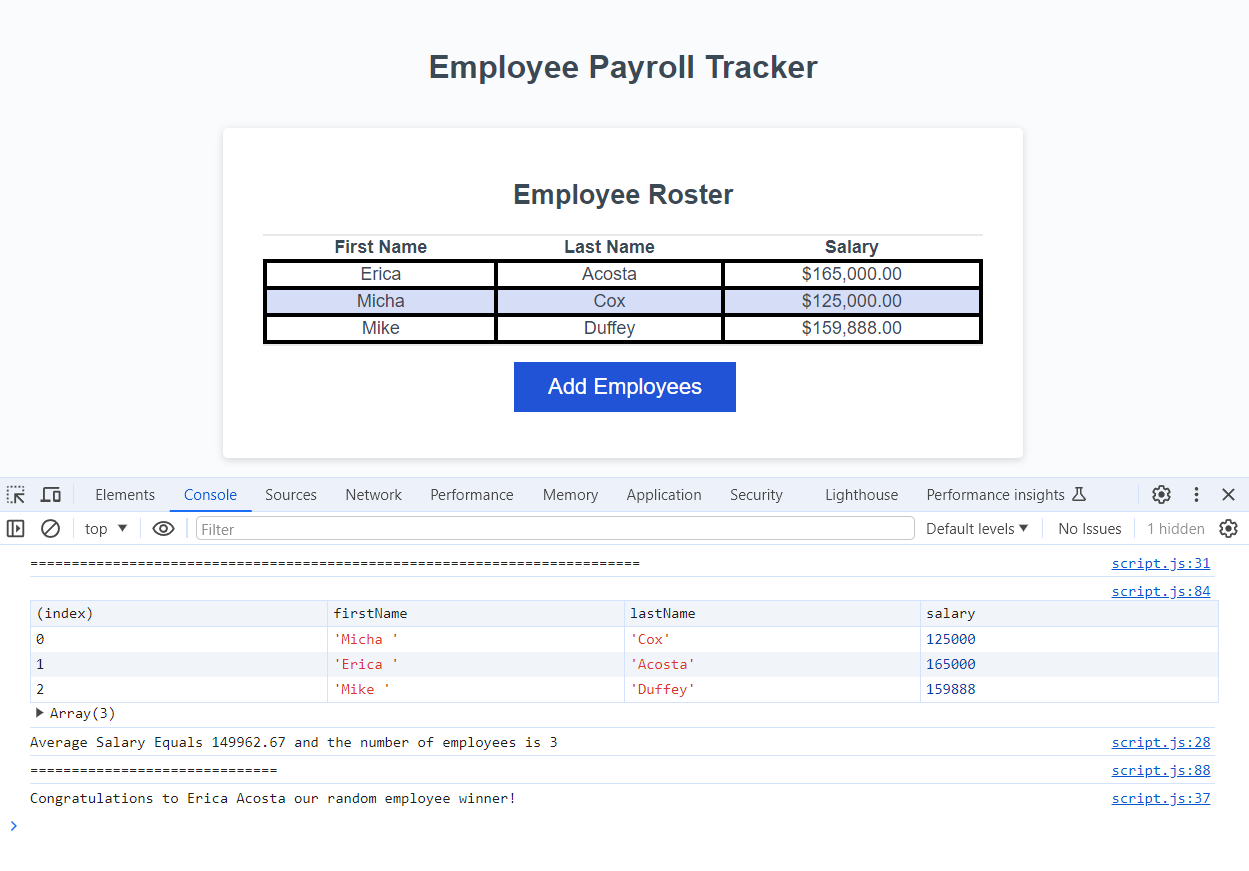 Employee Payroll Tracker
Employee Roster
First Name Last Name Salary
Erica Acosta $165,000.00
Micha Cox $125,000.00
Mike Duffey $159,888.00
Add Employees
Elements Console Sources Network Performance Memory Application Security Lighthouse Performance insights
top Filter Default levels No Issues 1 hidden
========================================================================== script.js:31
script.js:84
(index) firstName lastName salary
0 'Micha ' 'Cox' 125000
1 'Erica ' 'Acosta' 165000
2 'Mike ' 'Duffey' 159888
Array(3)
Average Salary Equals 149962.67 and the number of employees is 3 script.js:28
============================== script.js:88
Congratulations to Erica Acosta our random employee winner! script.js:37